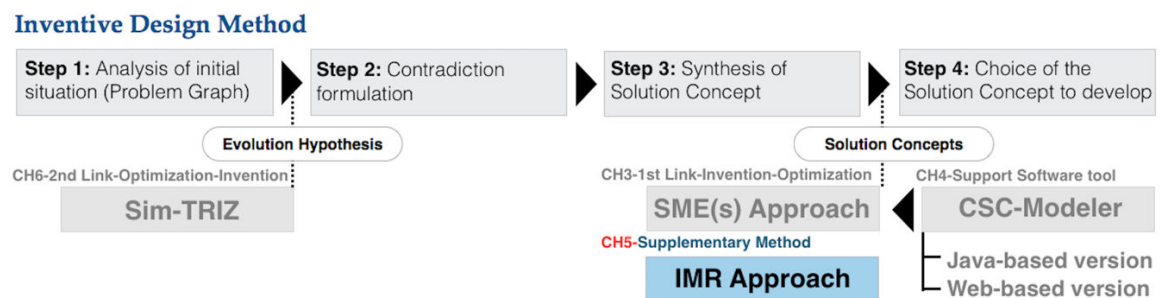 Inventive Design Method
Step 1: Analysis of initial
situation (Problem Graph)
Step 2: Contradiction
formulation
Step 3: Synthesis of
Solution Concept
Step 4: Choice of the
Solution Concept to develop
Evolution Hypothesis
Solution Concepts
CH6-2nd Link-Optimization-Invention
Sim-TRIZ
CH3-1st Link-Invention-Optimization
SME(s) Approach
CH4-Support Software tool
CSC-Modeler
CH5-Supplementary Method
IMR Approach
Java-based version
Web-based version